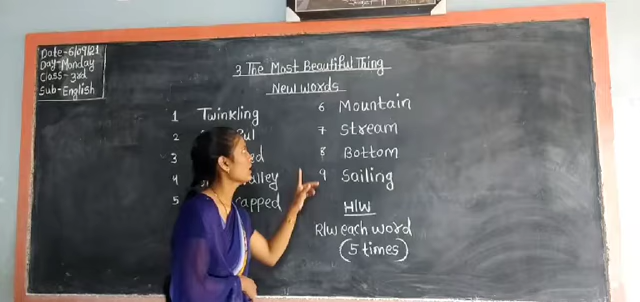 Date-6/09/21
Day-Monday
Class-3rd
Sub-English
3 The Most Beautiful Thing
New words
1 Twinkling
2
3
4
5
6 Mountain
7 Stream
8 Bottom
9 Sailing
H/W
R/W each word
(5 times)